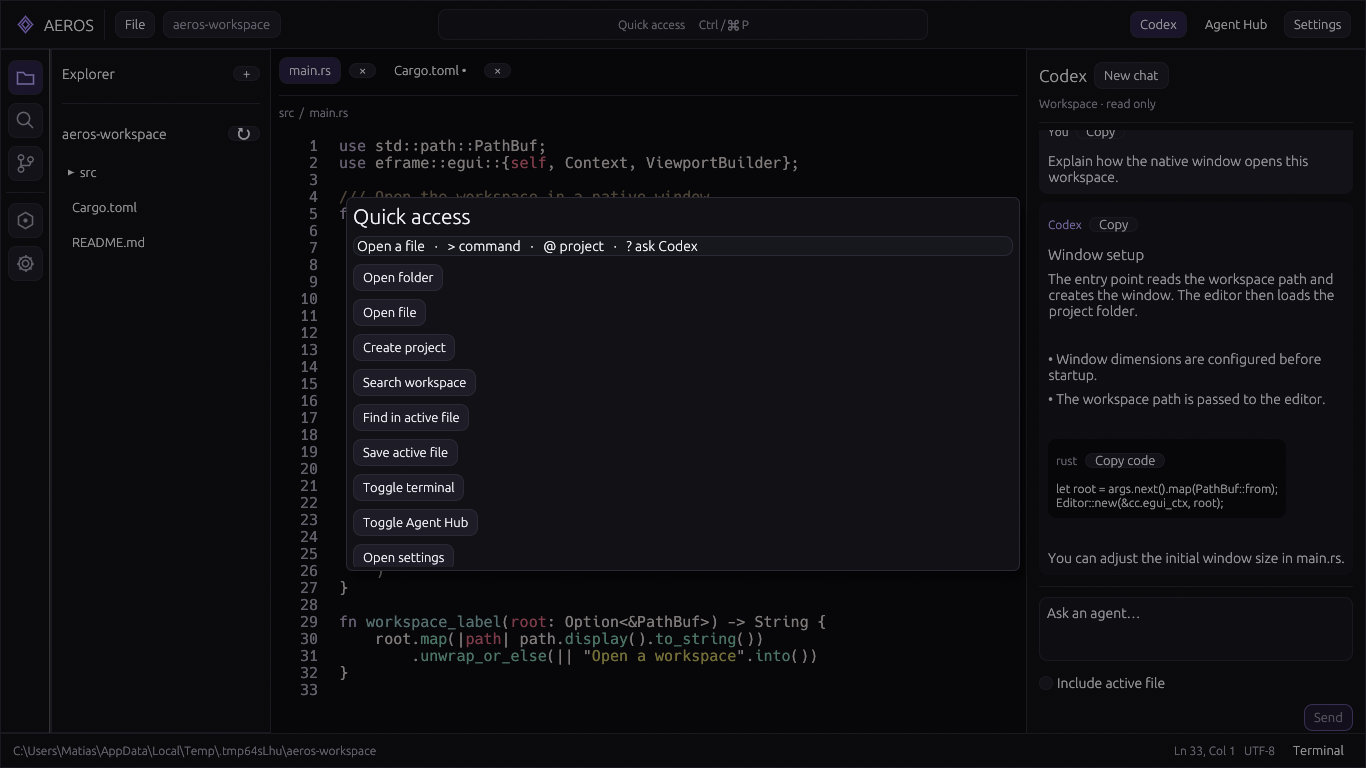 AEROS File aeros-workspace Quick access Ctrl/⌘P Codex Agent Hub Settings
Explorer +
aeros-workspace ↻
▸ src
Cargo.toml
README.md
main.rs × Cargo.toml • ×
src / main.rs
1 use std::path::PathBuf;
2 use eframe::egui::{self, Context, ViewportBuilder};
3
4 /// Open the workspace in a native window
5 f
6
7
8
9
10
11
12
13
14
15
16
17
18
19
20
21
22
23
24
25
26 )
27 }
28
29 fn workspace_label(root: Option<&PathBuf>) -> String {
30 root.map(|path| path.display().to_string())
31 .unwrap_or_else(|| "Open a workspace".into())
32 }
33
Quick access
Open a file · > command · @ project · ? ask Codex
Open folder
Open file
Create project
Search workspace
Find in active file
Save active file
Toggle terminal
Toggle Agent Hub
Open settings
Codex New chat
Workspace · read only
You Copy
Explain how the native window opens this
workspace.
Codex Copy
Window setup
The entry point reads the workspace path and
creates the window. The editor then loads the
project folder.
• Window dimensions are configured before
startup.
• The workspace path is passed to the editor.
rust Copy code
let root = args.next().map(PathBuf::from);
Editor::new(&cc.egui_ctx, root);
You can adjust the initial window size in main.rs.
Ask an agent…
Include active file
Send
C:\Users\Matias\AppData\Local\Temp\.tmp64sLhu\aeros-workspace
Ln 33, Col 1 UTF-8 Terminal